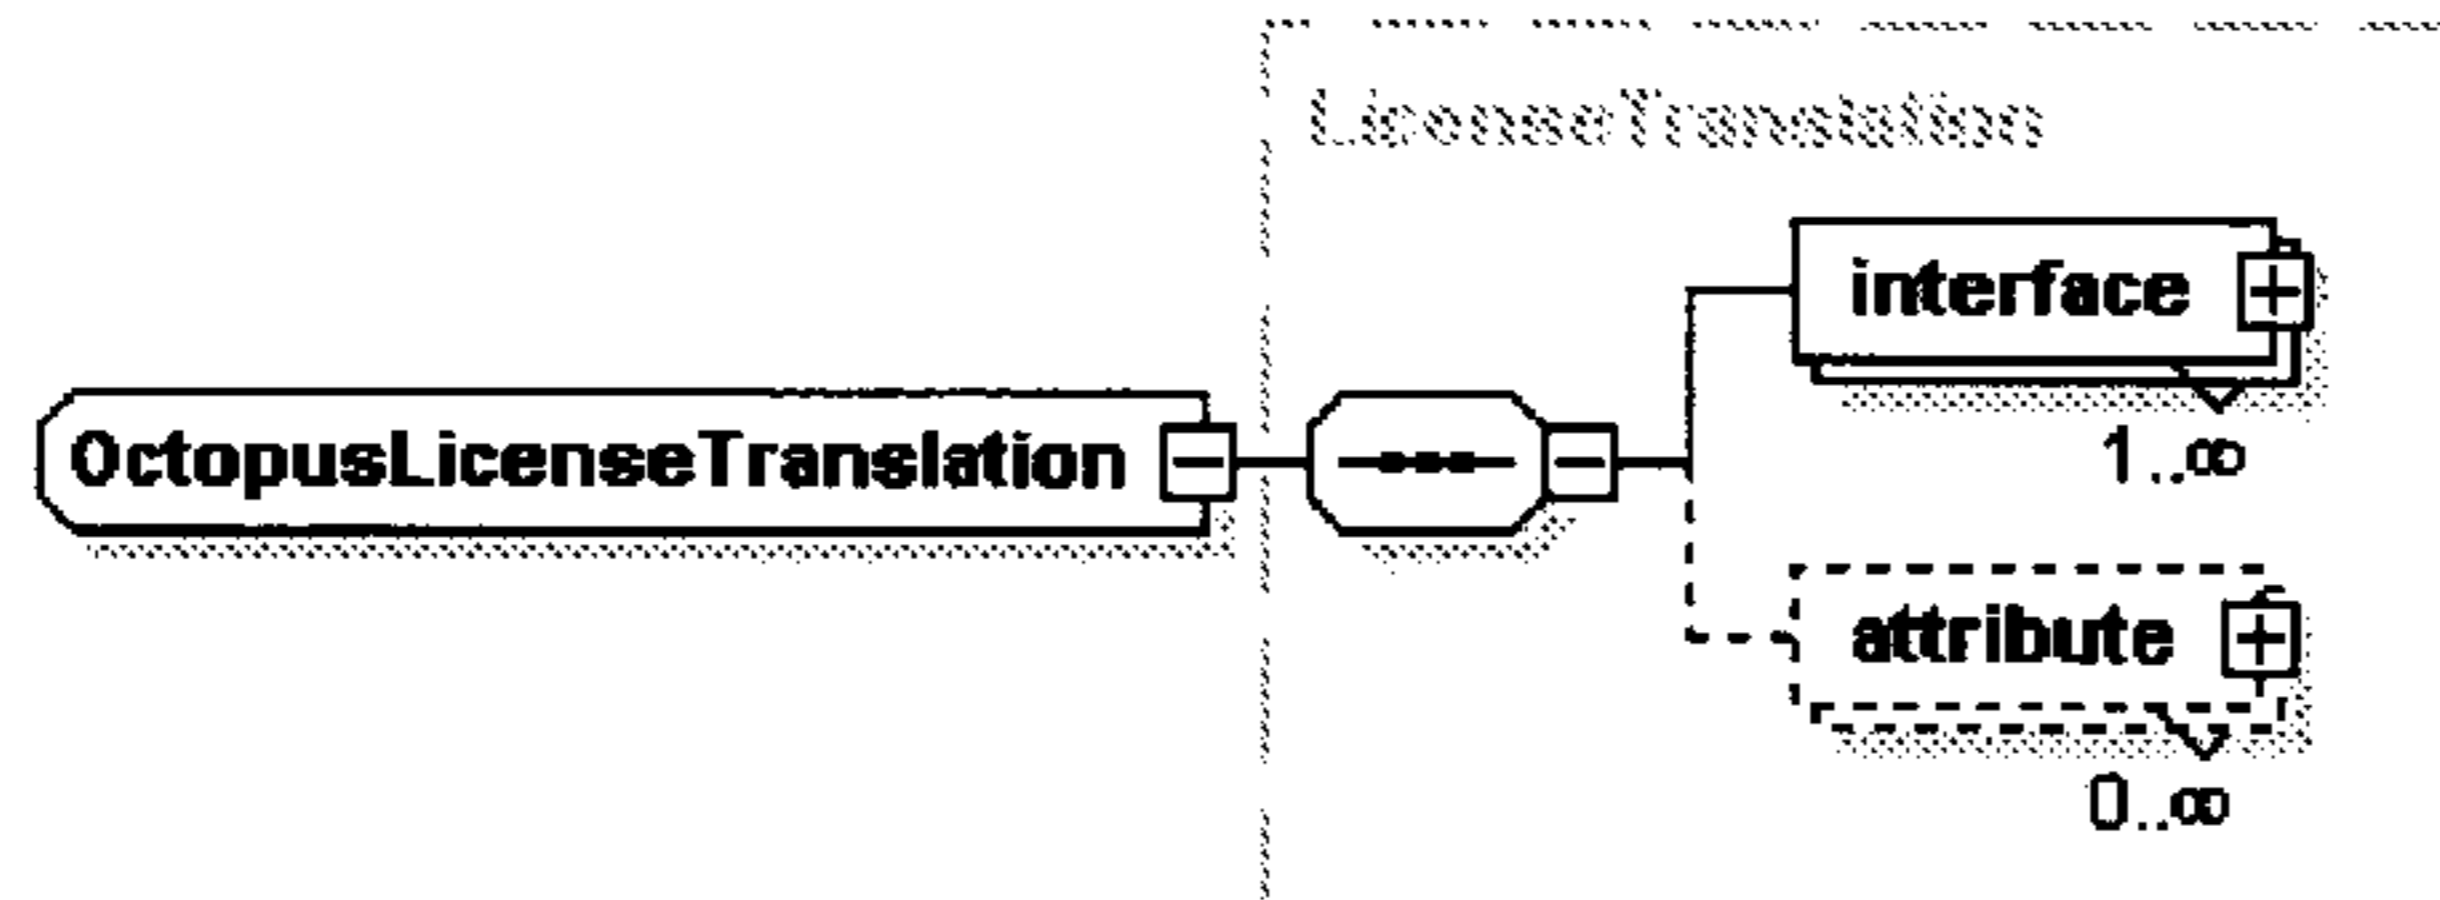 LicenseTranslation
interface
1..∞
OctopusLicenseTranslation
attribute
0..∞